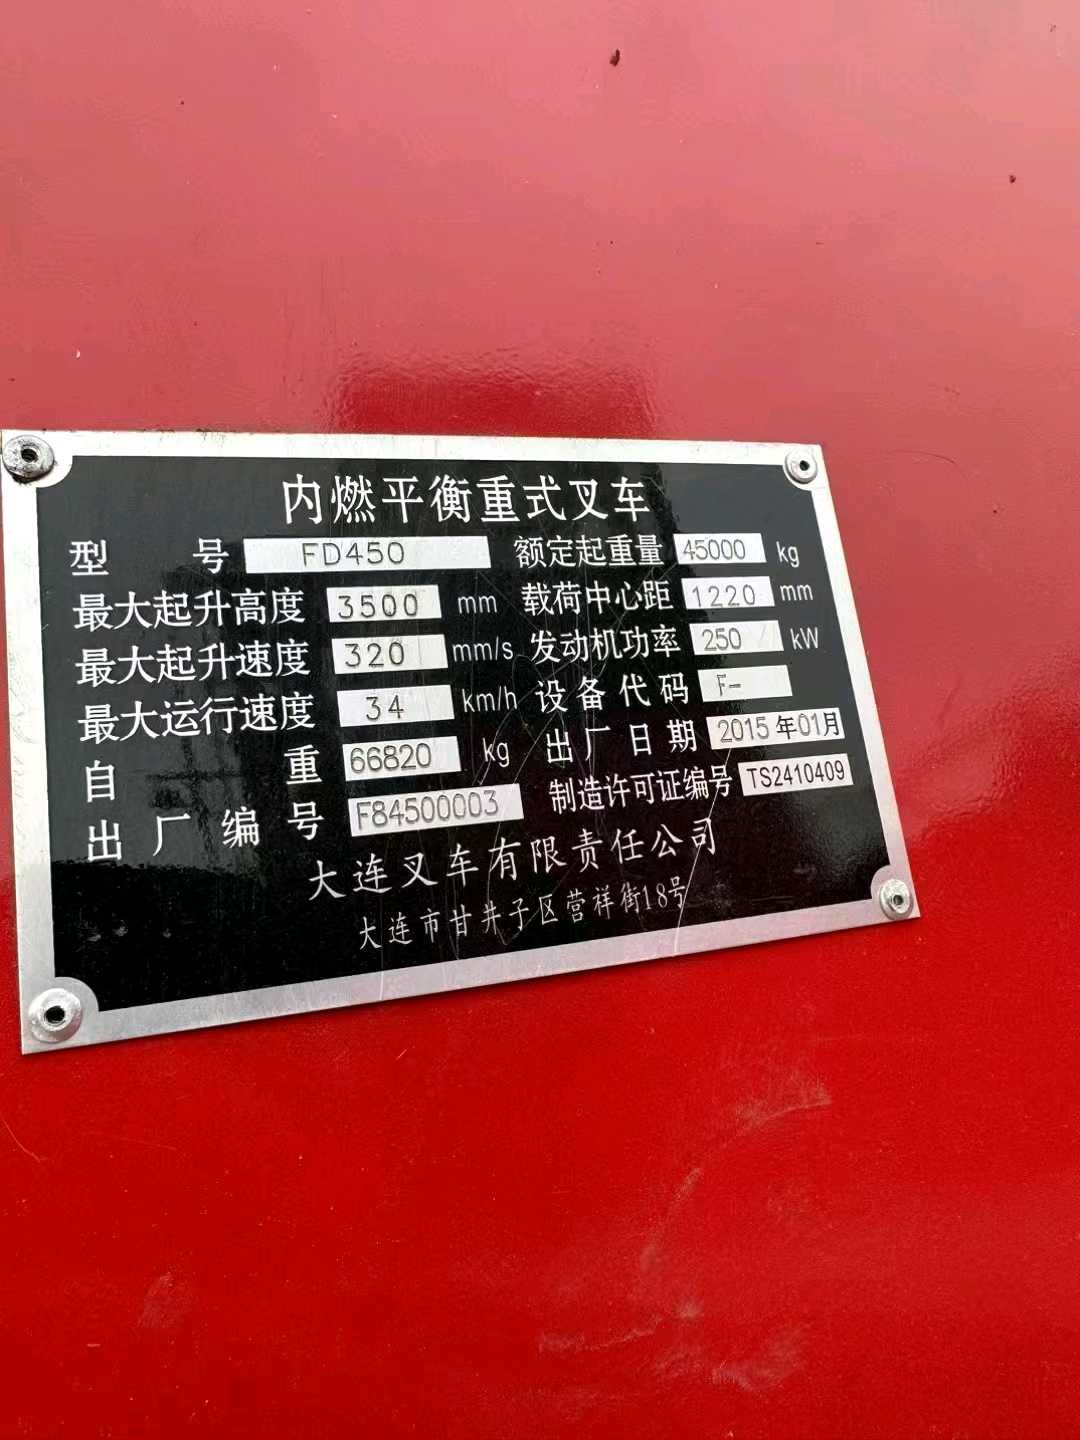 内燃平衡重式叉车
型 号 FD450 额定起重量 45000 kg
最大起升高度 3500 mm 载荷中心距 1220 mm
最大起升速度 320 mm/s 发动机功率 250 kW
最大运行速度 34 km/h 设备代码 F-
自 重 66820 kg 出厂日期 2015年01月
出厂编号 F84500003 制造许可证编号 TS2410409
大连叉车有限责任公司
大连市甘井子区营祥街18号